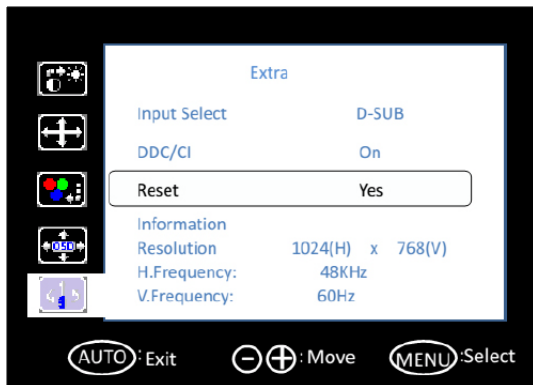 Extra
Input Select D-SUB
DDC/CI On
Reset Yes
Information
Resolution 1024(H) x 768(V)
H.Frequency: 48KHz
V.Frequency: 60Hz
OSD
AUTO : Exit - + : Move MENU :Select